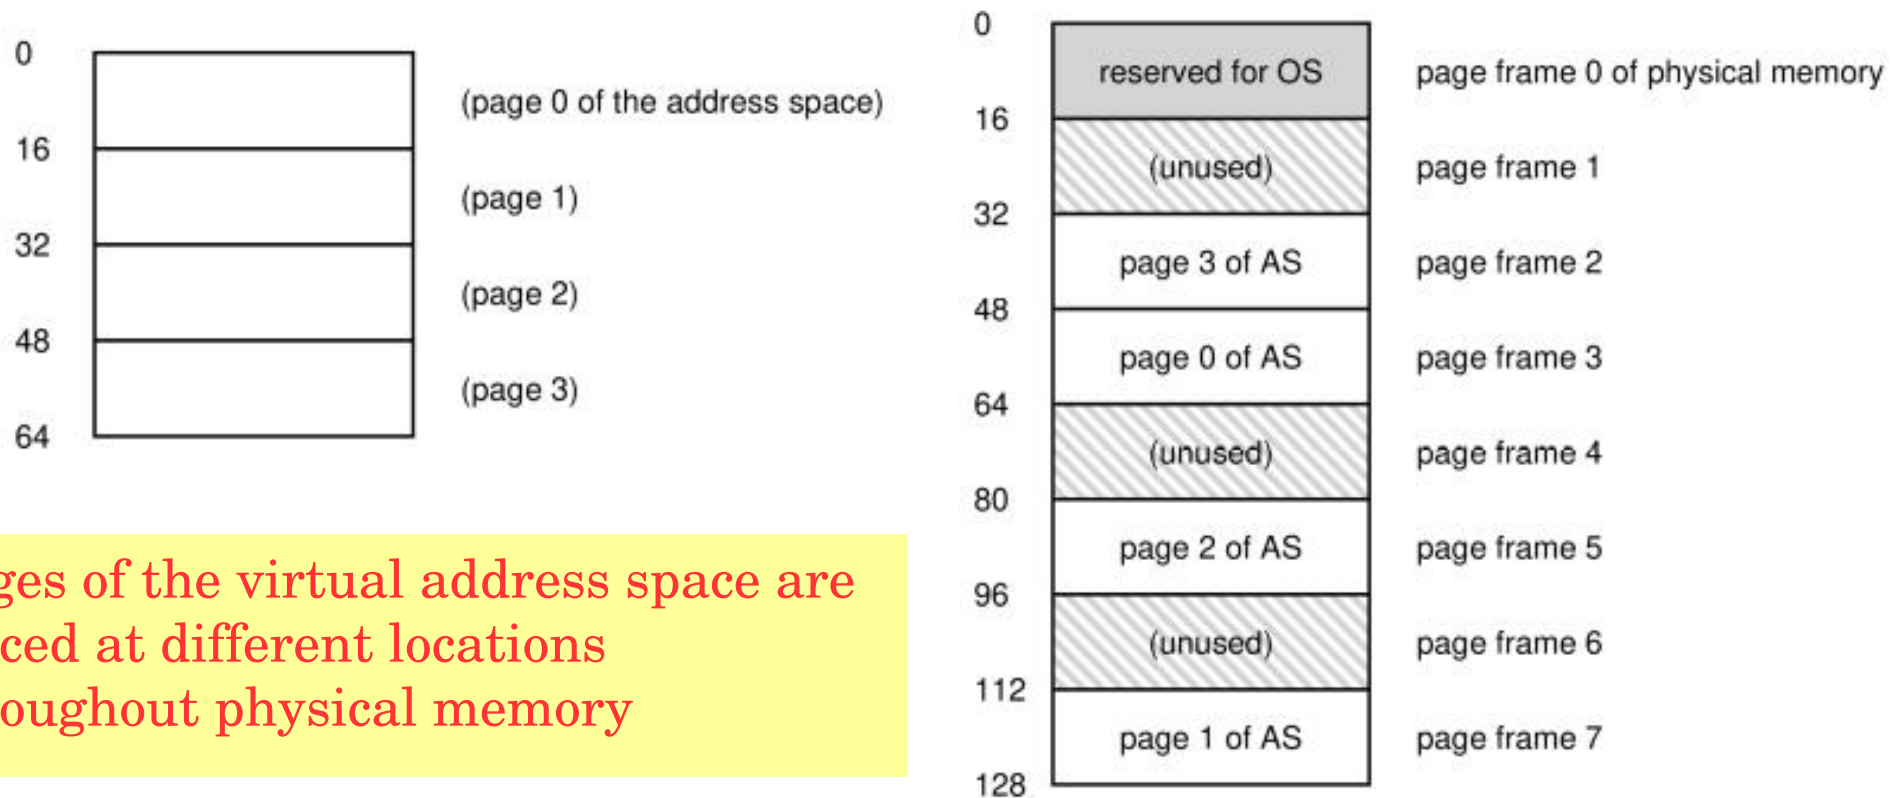 0
(page 0 of the address space)
16
(page 1)
32
(page 2)
48
(page 3)
64
ges of the virtual address space are
ced at different locations
oughout physical memory
0
reserved for OS page frame 0 of physical memory
16
(unused) page frame 1
32
page 3 of AS page frame 2
48
page 0 of AS page frame 3
64
(unused) page frame 4
80
page 2 of AS page frame 5
96
(unused) page frame 6
112
page 1 of AS page frame 7
128